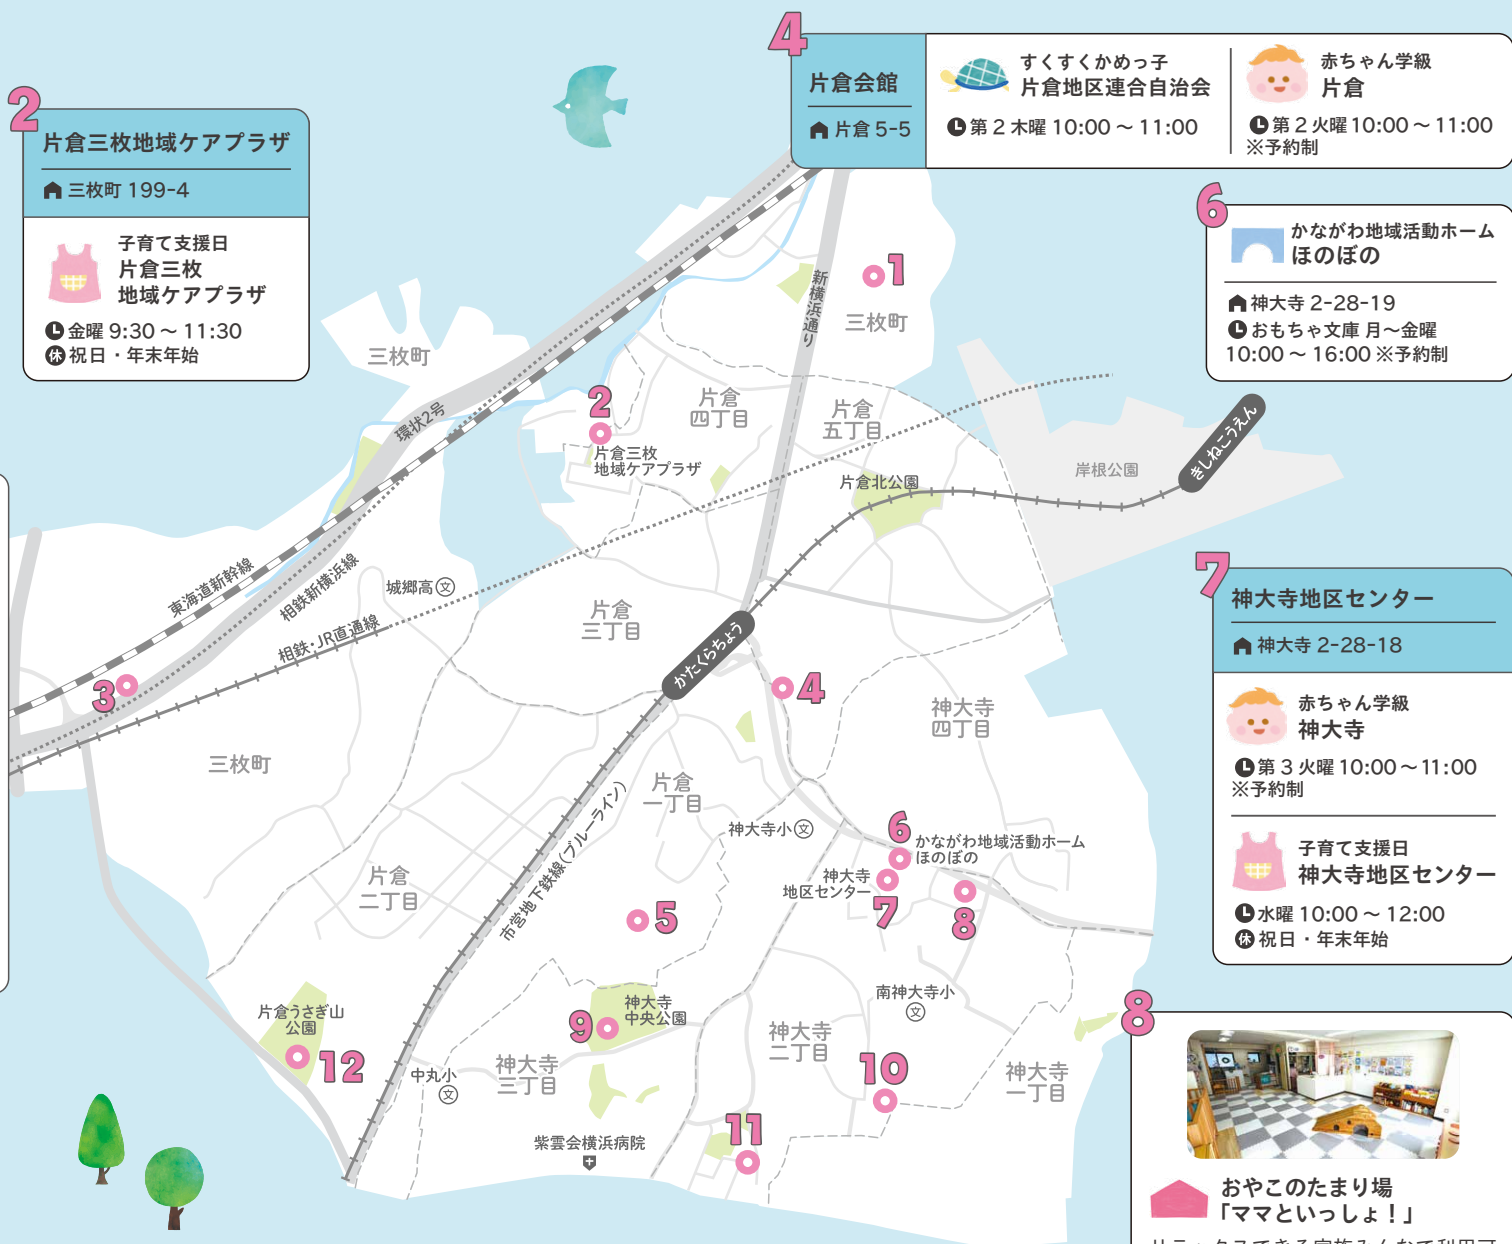 4
片倉会館
片倉 5-5
すくすくかめっ子
片倉地区連合自治会
第2木曜 10:00 ～ 11:00
赤ちゃん学級
片倉
第2火曜 10:00 ～ 11:00
※予約制
2
片倉三枚地域ケアプラザ
三枚町 199-4
子育て支援日
片倉三枚
地域ケアプラザ
金曜 9:30 ～ 11:30
休 祝日・年末年始
6
かながわ地域活動ホーム
ほのぼの
神大寺 2-28-19
おもちゃ文庫 月～金曜
10:00 ～ 16:00 ※予約制
7
神大寺地区センター
神大寺 2-28-18
赤ちゃん学級
神大寺
第3火曜 10:00 ～ 11:00
※予約制
子育て支援日
神大寺地区センター
水曜 10:00 ～ 12:00
休 祝日・年末年始
8
おやこのたまり場
「ママといっしょ！」
1
三枚町
新横浜通り
三枚町
環状2号
2
片倉三枚
地域ケアプラザ
片倉
四丁目
片倉
五丁目
片倉北公園
岸根公園
きしねこうえん
東海道新幹線
相鉄新横浜線
相鉄・JR直通線
城郷高 文
片倉
三丁目
かたくらちょう
3
4
三枚町
神大寺
四丁目
片倉
一丁目
市営地下鉄線(ブルーライン)
神大寺小 文
6
かながわ地域活動ホーム
ほのぼの
神大寺
地区センター
7
8
片倉
二丁目
5
片倉うさぎ山
公園
12
9
神大寺
中央公園
南神大寺小
文
神大寺
二丁目
神大寺
三丁目
中丸小
文
10
神大寺
一丁目
11
紫雲会横浜病院